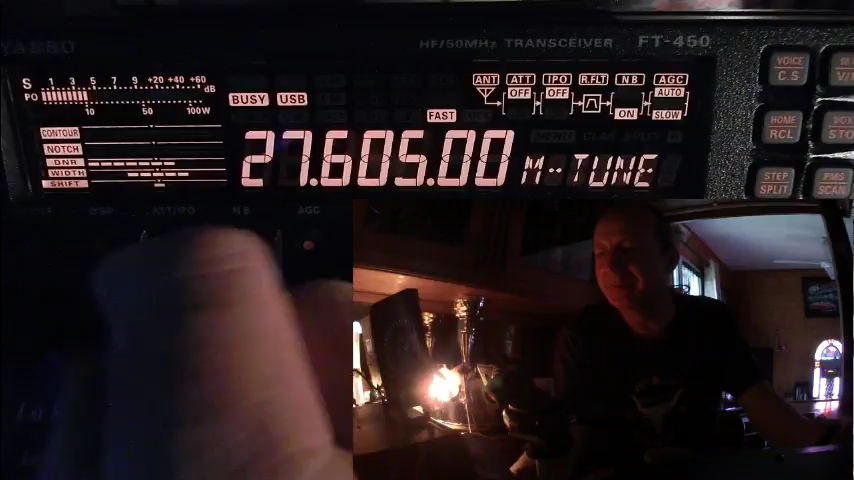 YAESU
HF/50MHz TRANSCEIVER FT-450
S 1 3 5 7 9 +20 +40 +60 dB
PO 10 50 100W
BUSY USB
ANT ATT IPO R.FLT NB AGC
OFF OFF ON AUTO
SLOW
FAST
CONTOUR
NOTCH
DNR
WIDTH
SHIFT
27.605.00 M-TUNE
VOICE
C.S
HOME
RCL
STEP
SPLIT
PMS
SCAN
ATT/IPO NB AGC